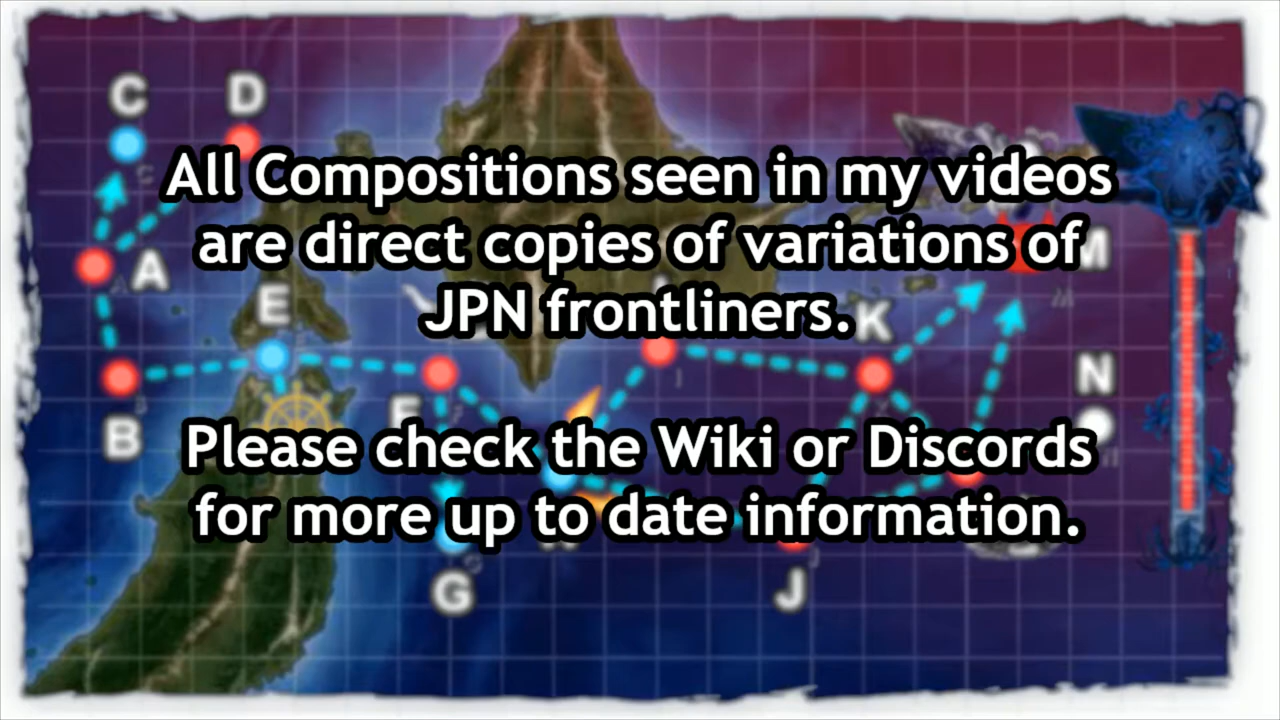 C D
All Compositions seen in my videos
A
are direct copies of variations of
M
E
JPN frontliners.
K
N
F
B
Please check the Wiki or Discords
for more up to date information.
G
J